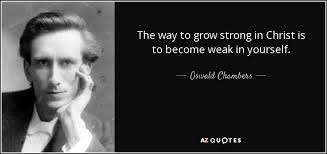 The way to grow strong in Christ is
to become weak in yourself.
Oswald Chambers
AZ QUOTES